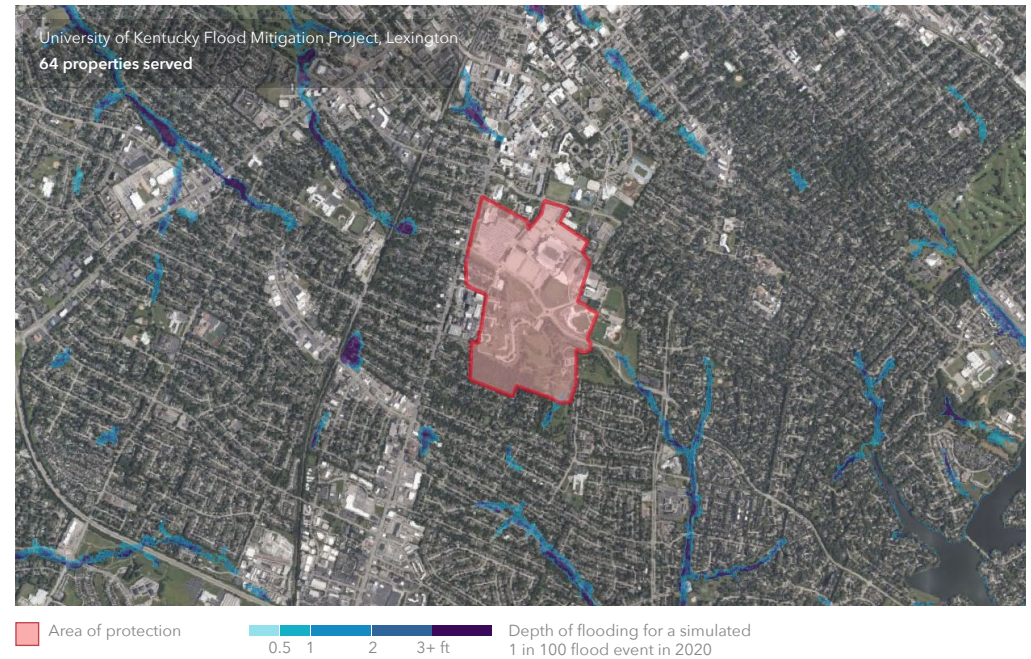 University of Kentucky Flood Mitigation Project, Lexington
64 properties served
Area of protection
0.5 1 2 3+ ft
Depth of flooding for a simulated
1 in 100 flood event in 2020